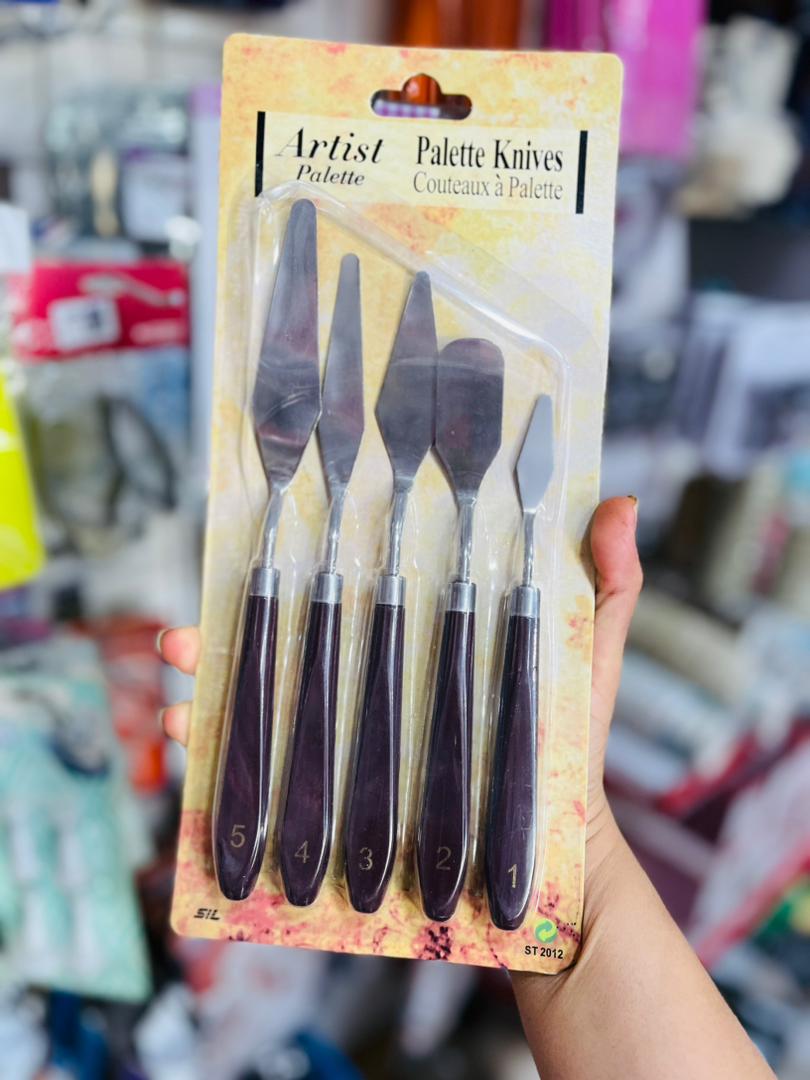 Artist
Palette
Palette Knives
Couteaux à Palette
5 4 3 2 1
SIL
ST 2012